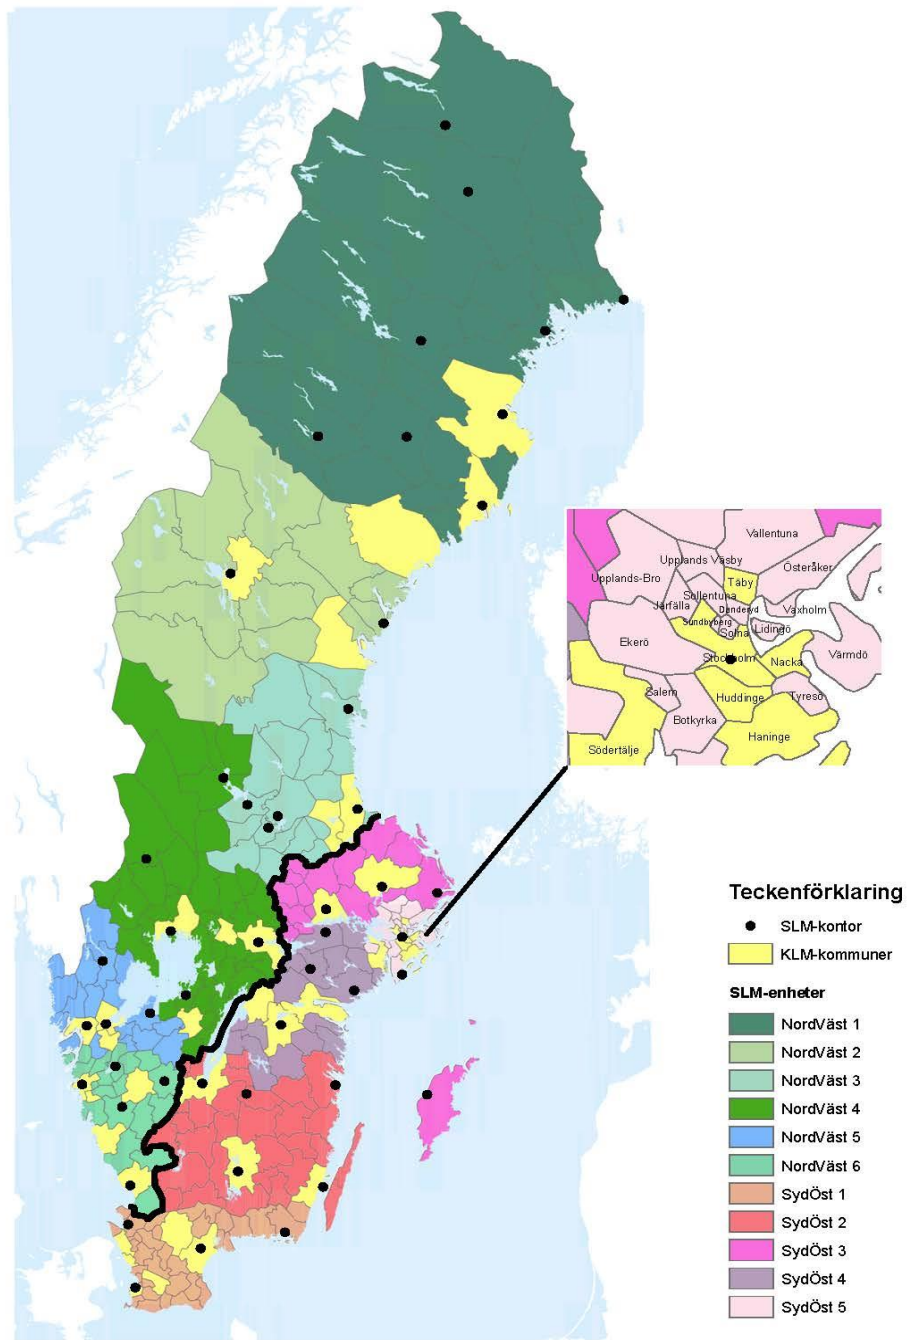 Vallentuna
Upplands Väsby
Österåker
Täby
Upplands-Bro
Sollentuna
Järfälla
Danderyd
Vaxholm
Sundbyberg
Solna
Lidingö
Ekerö
Stockholm
Nacka
Värmdö
Salem
Huddinge
Tyresö
Botkyrka
Haninge
Södertälje
Teckenförklaring
SLM-kontor
KLM-kommuner
SLM-enheter
NordVäst 1
NordVäst 2
NordVäst 3
NordVäst 4
NordVäst 5
NordVäst 6
SydÖst 1
SydÖst 2
SydÖst 3
SydÖst 4
SydÖst 5